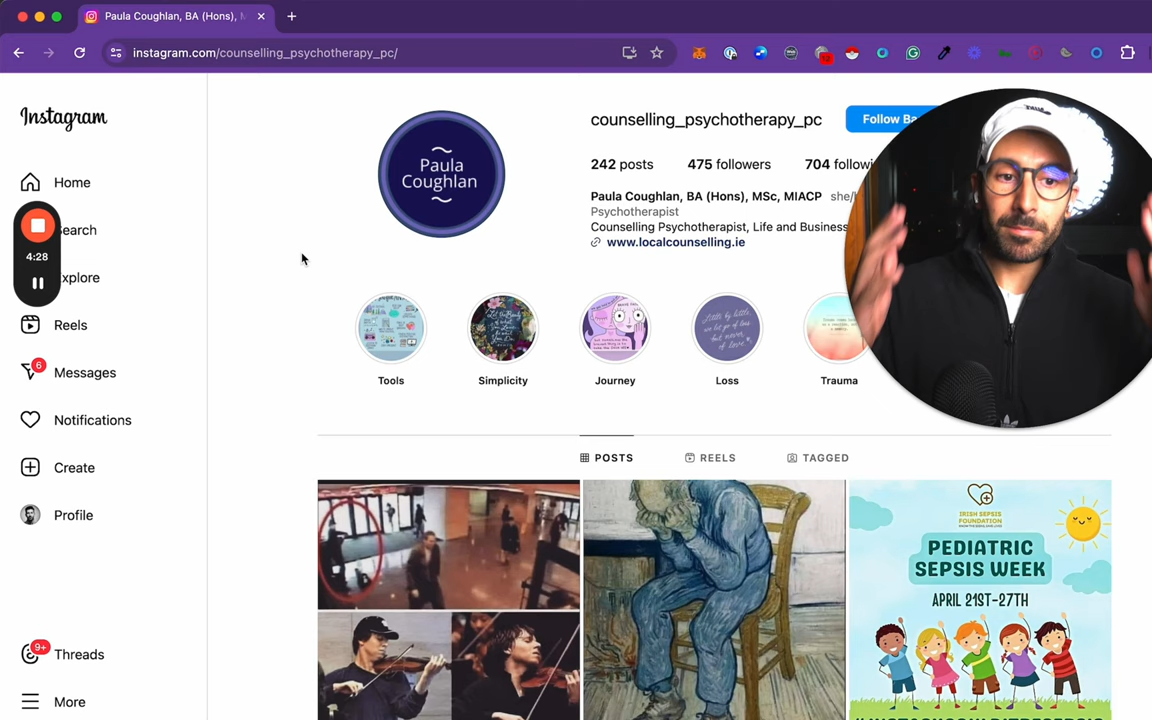 Paula Coughlan, BA (Hons), M
instagram.com/counselling_psychotherapy_pc/
Instagram
Home
Search
4:28
Explore
Reels
6
Messages
Notifications
Create
Profile
9+
Threads
More
Paula
Coughlan
counselling_psychotherapy_pc
Follow Ba
242 posts 475 followers 704 followi
Paula Coughlan, BA (Hons), MSc, MIACP she/
Psychotherapist
Counselling Psychotherapist, Life and Business
www.localcounselling.ie
Tools
Simplicity
Journey
Loss
Trauma
POSTS
REELS
TAGGED
IRISH SEPSIS
FOUNDATION
PEDIATRIC
SEPSIS WEEK
APRIL 21ST-27TH